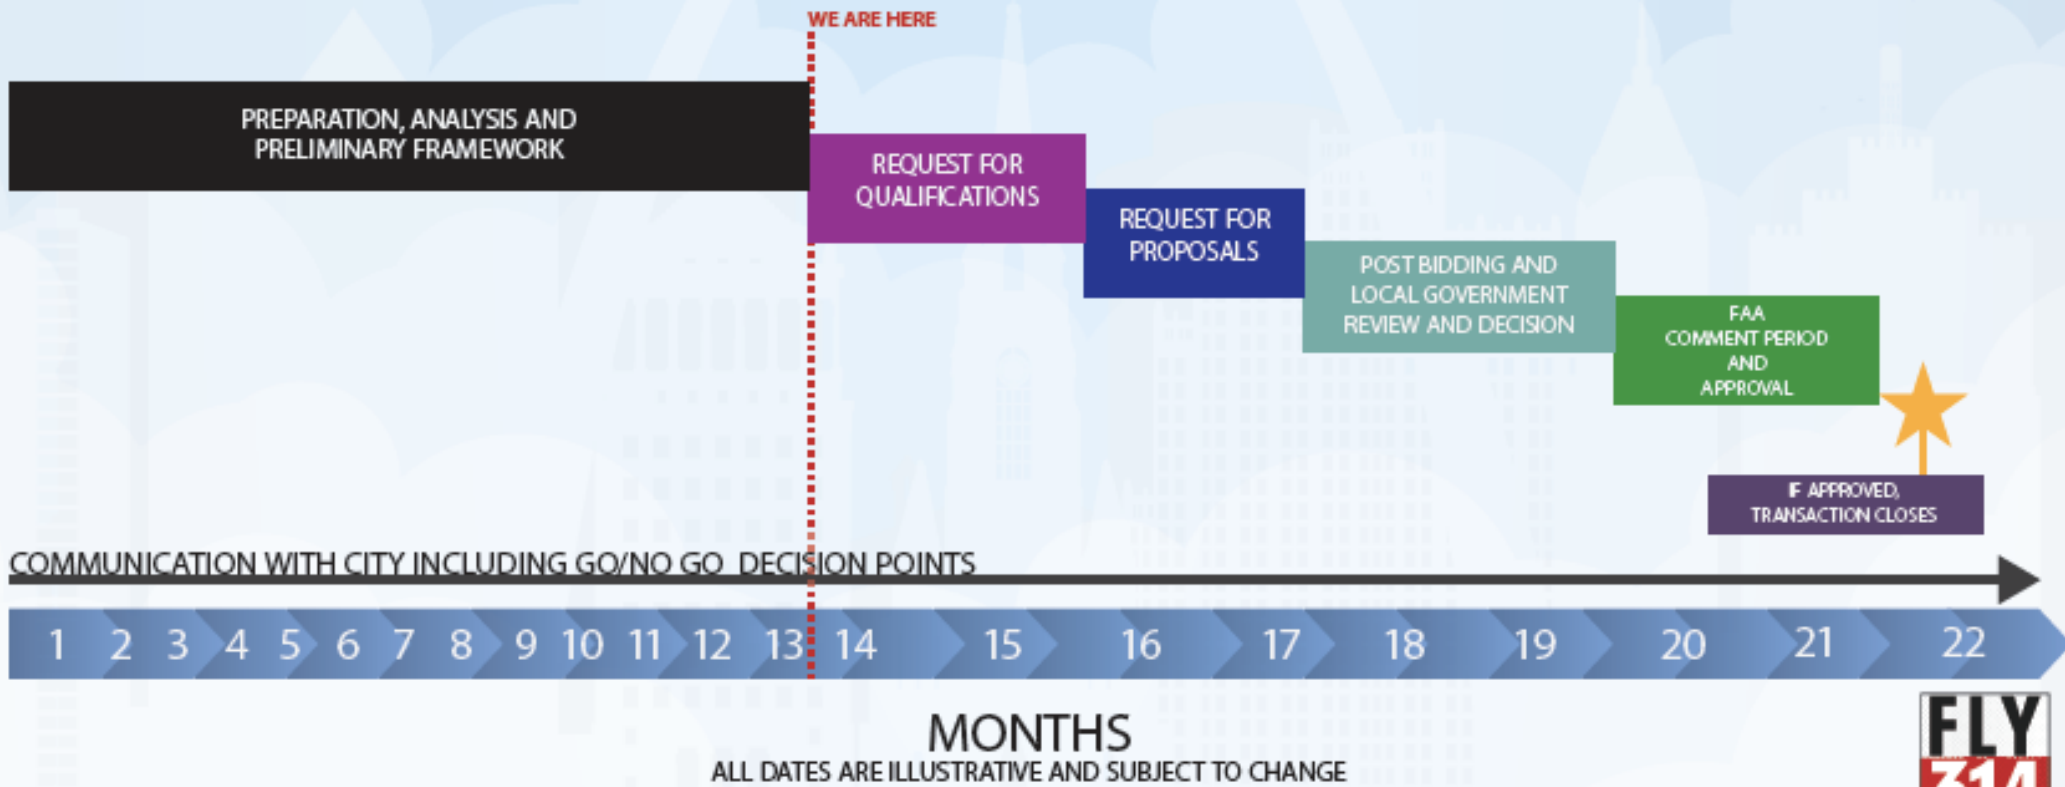 WE ARE HERE
PREPARATION, ANALYSIS AND
PRELIMINARY FRAMEWORK
REQUEST FOR
QUALIFICATIONS
REQUEST FOR
PROPOSALS
POST BIDDING AND
LOCAL GOVERNMENT
REVIEW AND DECISION
FAA
COMMENT PERIOD
AND
APPROVAL
IF APPROVED,
TRANSACTION CLOSES
COMMUNICATION WITH CITY INCLUDING GO/NO GO DECISION POINTS
1 2 3 4 5 6 7 8 9 10 11 12 13 14 15 16 17 18 19 20 21 22
MONTHS
ALL DATES ARE ILLUSTRATIVE AND SUBJECT TO CHANGE
FLY
314